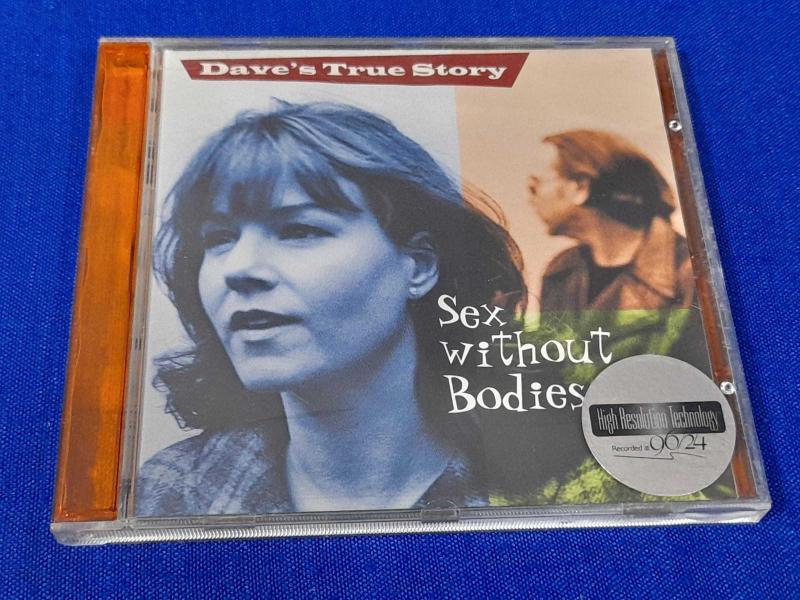 Dave's True Story
Sex
without
Bodies
High Resolution Technology
Recorded at 96/24